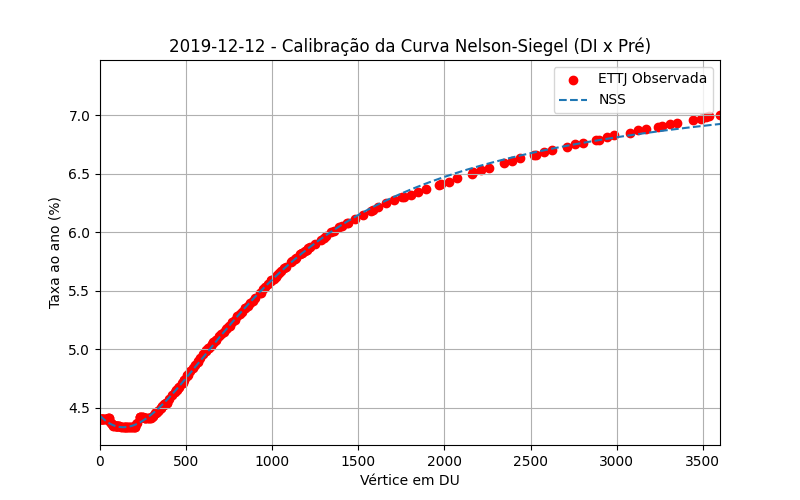 2019-12-12 - Calibração da Curva Nelson-Siegel (DI x Pré)
ETTJ Observada
NSS
7.0
6.5
6.0
5.5
5.0
4.5
Taxa ao ano (%)
0 500 1000 1500 2000 2500 3000 3500
Vértice em DU